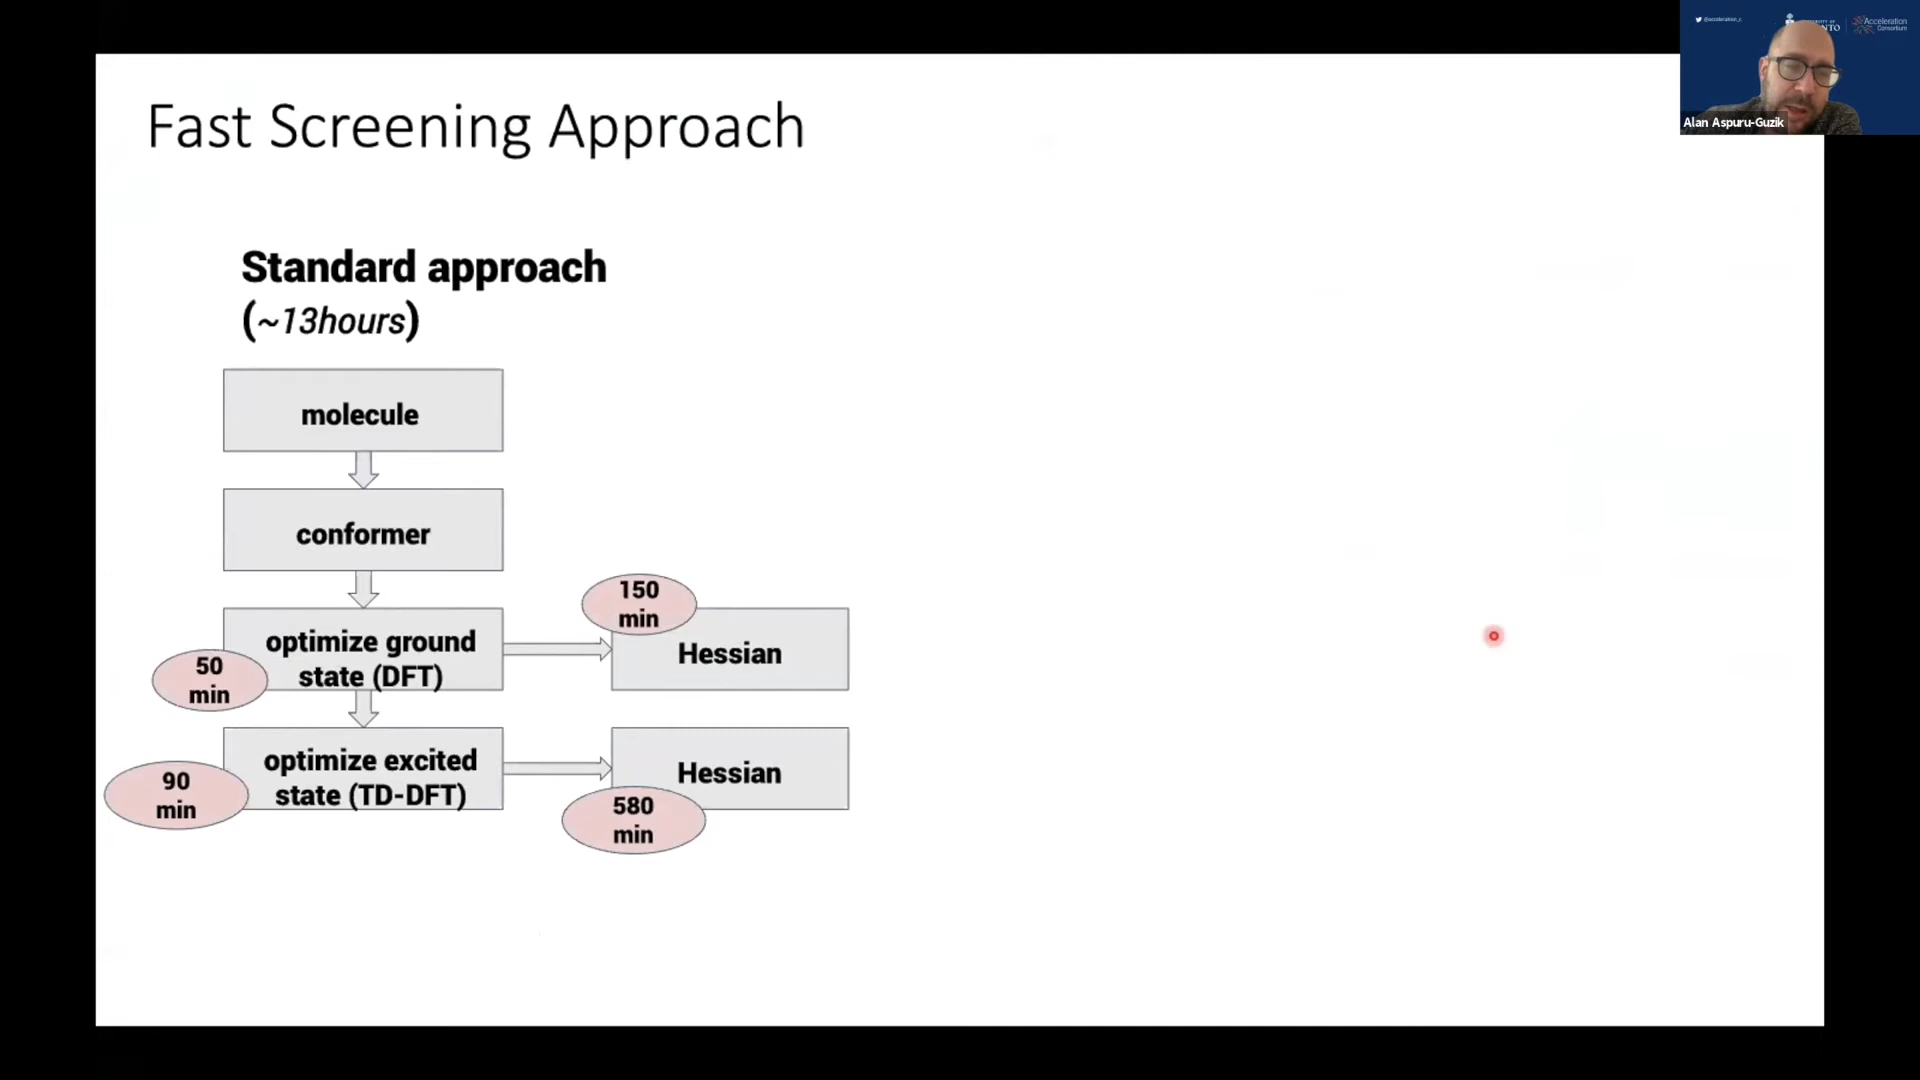 @acceleration_c
Acceleration
Consortium
Alan Aspuru-Guzik
Fast Screening Approach
Standard approach
(~13hours)
molecule
conformer
optimize ground
state (DFT)
50
min
150
min
Hessian
optimize excited
state (TD-DFT)
90
min
Hessian
580
min